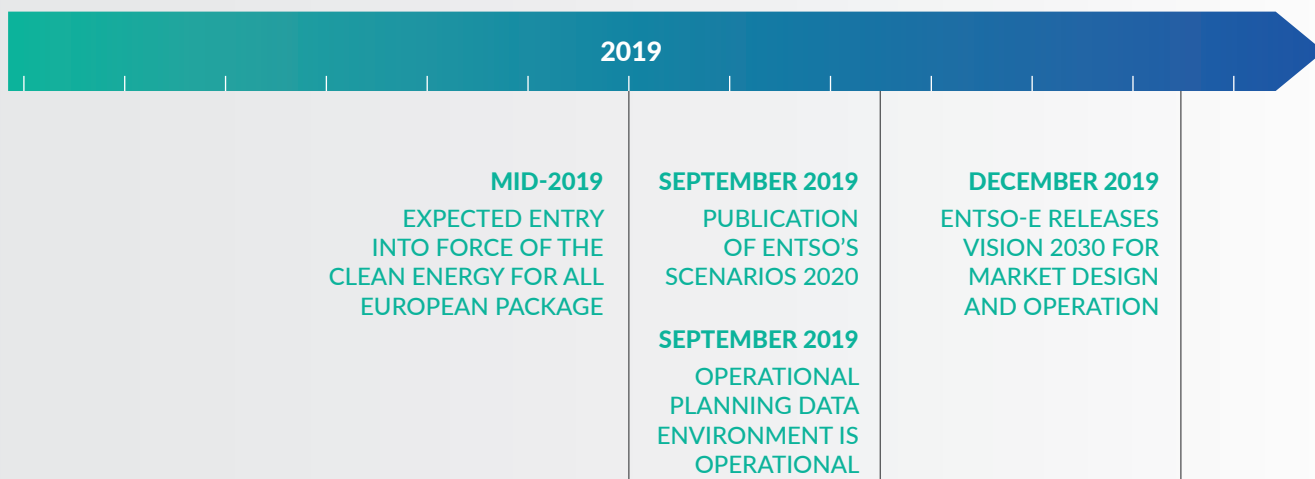 2019
MID-2019
EXPECTED ENTRY
INTO FORCE OF THE
CLEAN ENERGY FOR ALL
EUROPEAN PACKAGE
SEPTEMBER 2019
PUBLICATION
OF ENTSO’S
SCENARIOS 2020
SEPTEMBER 2019
OPERATIONAL
PLANNING DATA
ENVIRONMENT IS
OPERATIONAL
DECEMBER 2019
ENTSO-E RELEASES
VISION 2030 FOR
MARKET DESIGN
AND OPERATION